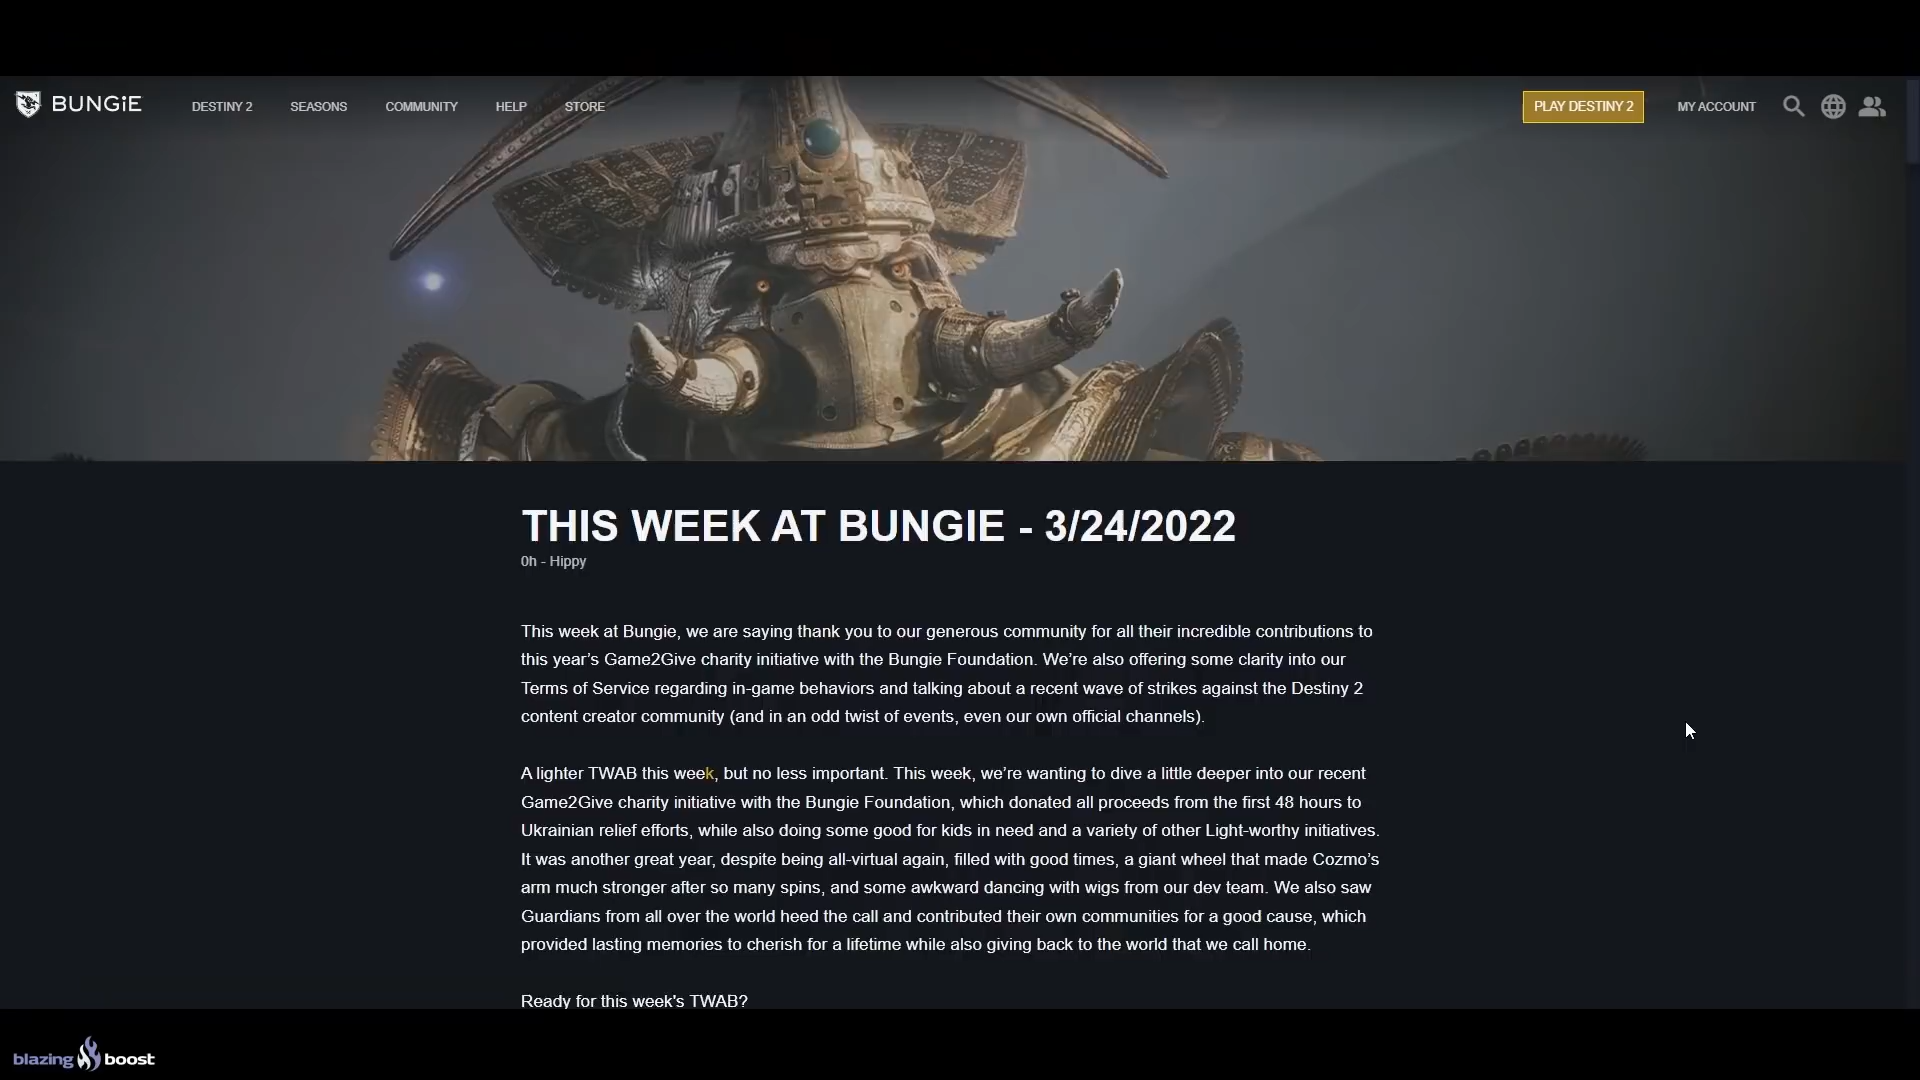 BUNGiE
DESTINY 2
SEASONS
COMMUNITY
HELP
STORE
PLAY DESTINY 2
MY ACCOUNT
THIS WEEK AT BUNGIE - 3/24/2022
0h - Hippy
This week at Bungie, we are saying thank you to our generous community for all their incredible contributions to
this year’s Game2Give charity initiative with the Bungie Foundation. We’re also offering some clarity into our
Terms of Service regarding in-game behaviors and talking about a recent wave of strikes against the Destiny 2
content creator community (and in an odd twist of events, even our own official channels).
A lighter TWAB this week, but no less important. This week, we’re wanting to dive a little deeper into our recent
Game2Give charity initiative with the Bungie Foundation, which donated all proceeds from the first 48 hours to
Ukrainian relief efforts, while also doing some good for kids in need and a variety of other Light-worthy initiatives.
It was another great year, despite being all-virtual again, filled with good times, a giant wheel that made Cozmo’s
arm much stronger after so many spins, and some awkward dancing with wigs from our dev team. We also saw
Guardians from all over the world heed the call and contributed their own communities for a good cause, which
provided lasting memories to cherish for a lifetime while also giving back to the world that we call home.
Ready for this week's TWAB?
blazing boost